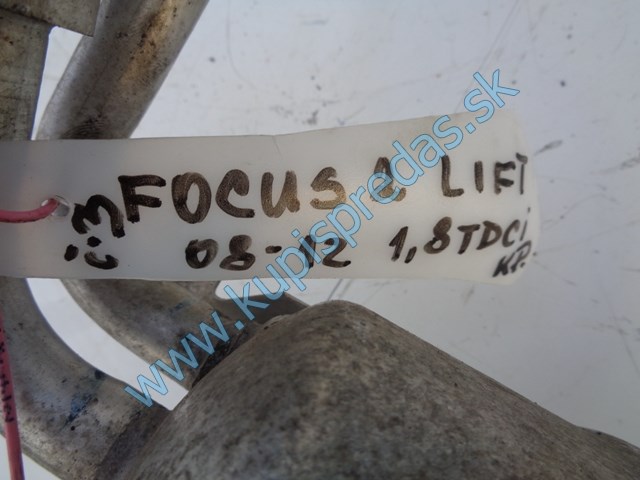 FOCUS 2 LIFT
08-12 1,8TDCi
KP.
www.kupispredas.sk